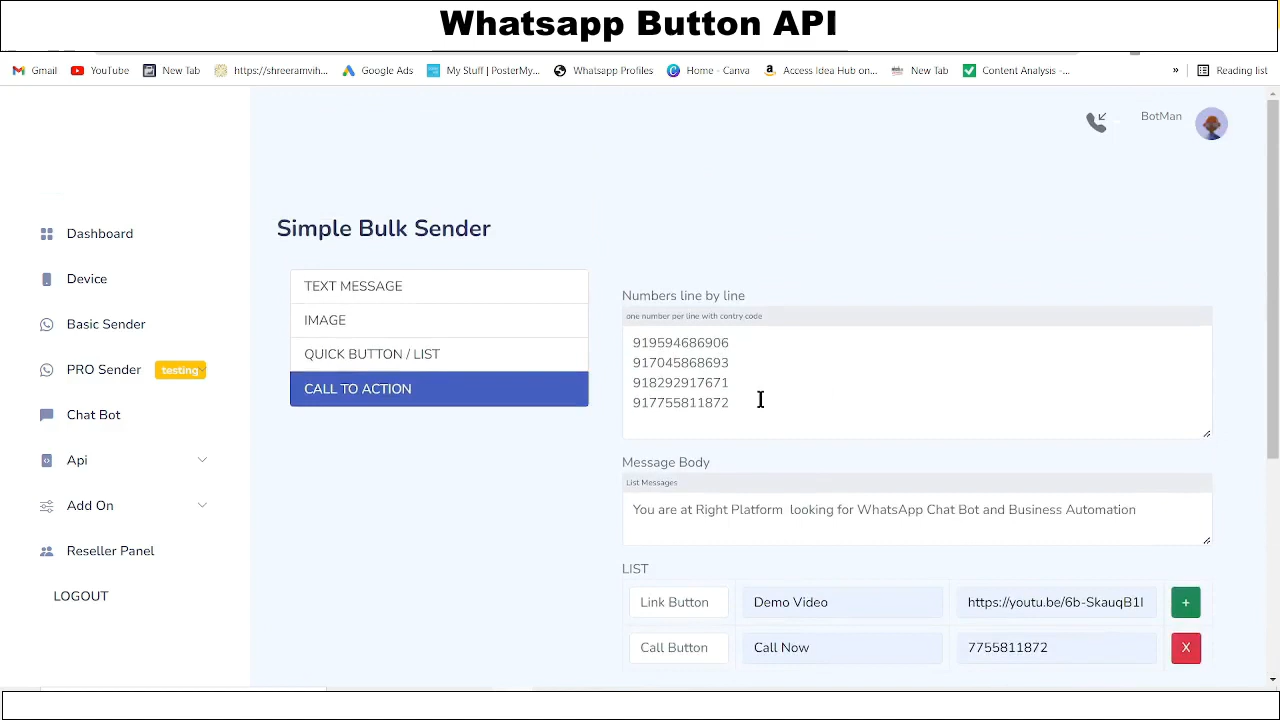 Whatsapp Button API
Gmail YouTube New Tab https://shreeramvih... Google Ads My Stuff | PosterMy... Whatsapp Profiles Home - Canva Access Idea Hub on... New Tab Content Analysis -... » Reading list
BotMan
Dashboard
Device
Basic Sender
PRO Sender testing
Chat Bot
Api
Add On
Reseller Panel
LOGOUT
Simple Bulk Sender
TEXT MESSAGE
IMAGE
QUICK BUTTON / LIST
CALL TO ACTION
Numbers line by line
one number per line with contry code
919594686906
917045868693
918292917671
917755811872
Message Body
List Messages
You are at Right Platform looking for WhatsApp Chat Bot and Business Automation
LIST
Link Button Demo Video https://youtu.be/6b-SkauqB1I +
Call Button Call Now 7755811872 X